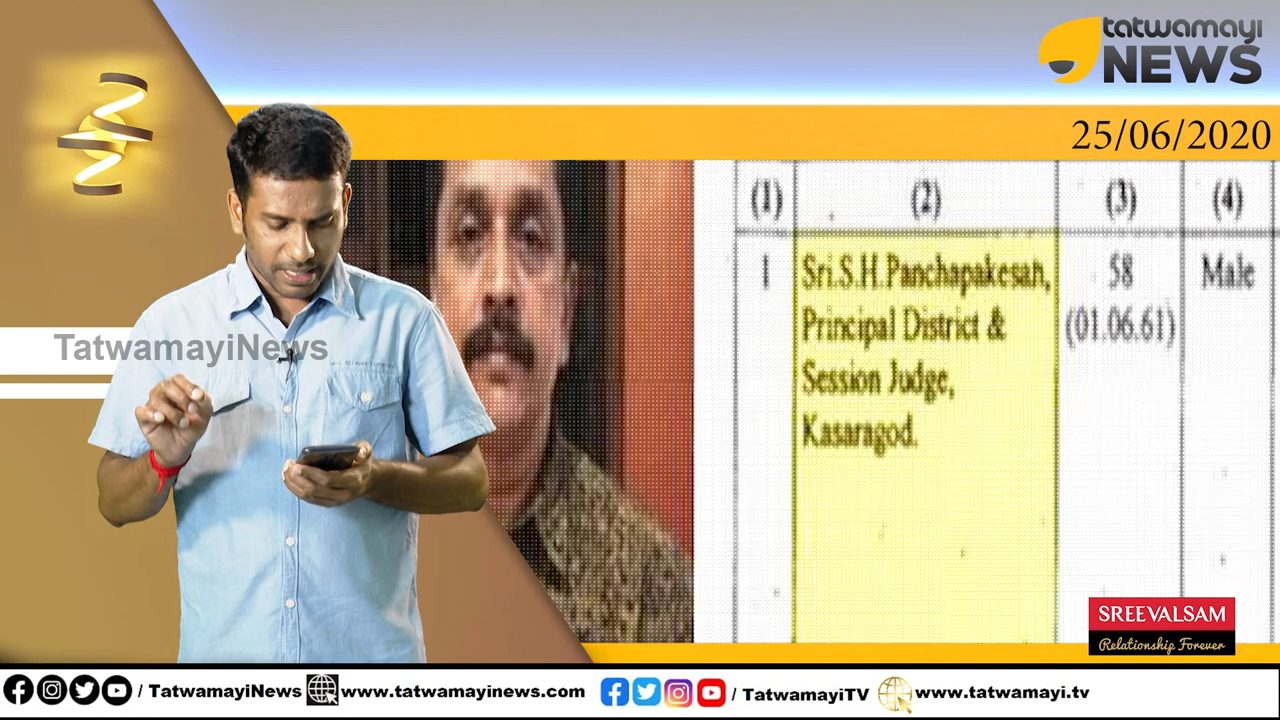 tatwamayi
NEWS
25/06/2020
(1) (2) (3) (4)
1 Sri.S.H.Panchapakesan, 58 Male
Principal District & (01.06.61)
Session Judge,
Kasaragod.
TatwamayiNews
SREEVALSAM
Relationship Forever
/ TatwamayiNews www.tatwamayinews.com / TatwamayiTV www.tatwamayi.tv